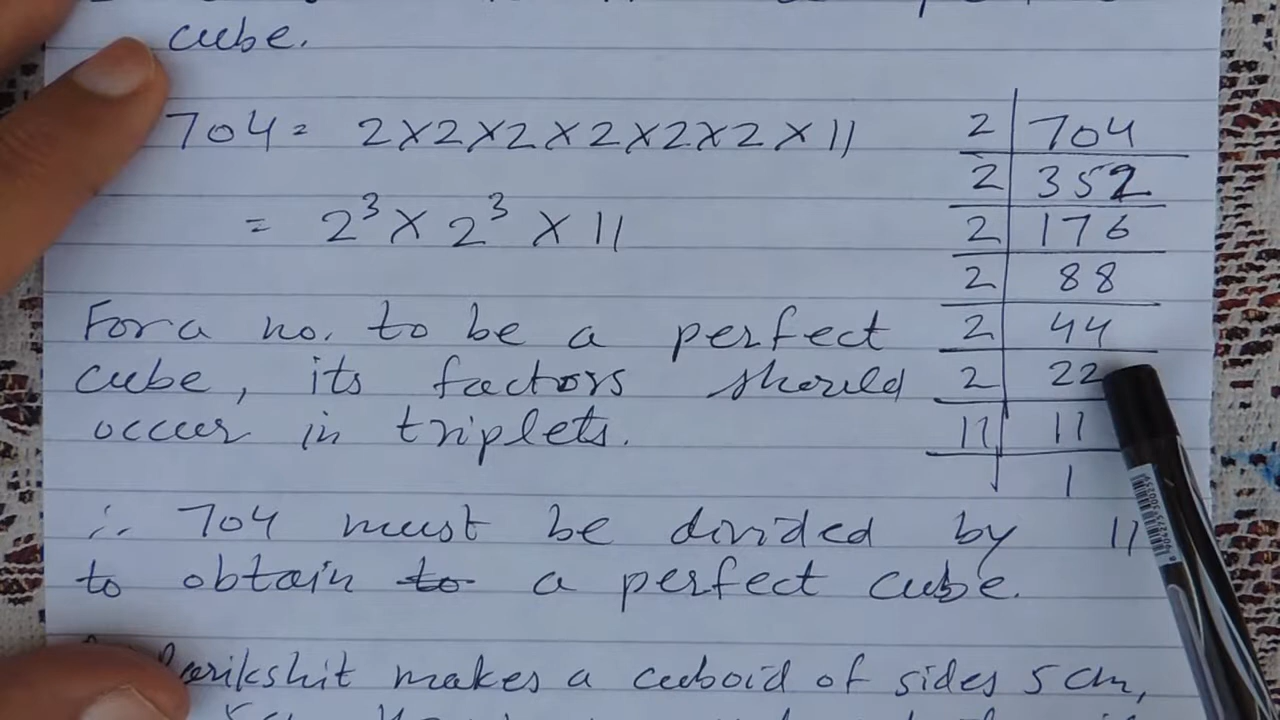 cube.
704 = 2×2×2×2×2×2×11
= 2³ × 2³ × 11
For a no. to be a perfect
cube, its factors should
occur in triplets.
∴ 704 must be divided by 11
to obtain to a perfect cube.
Parikshit makes a cuboid of sides 5 cm,
2 | 704
2 | 352
2 | 176
2 | 88
2 | 44
2 | 22
11 | 11
1